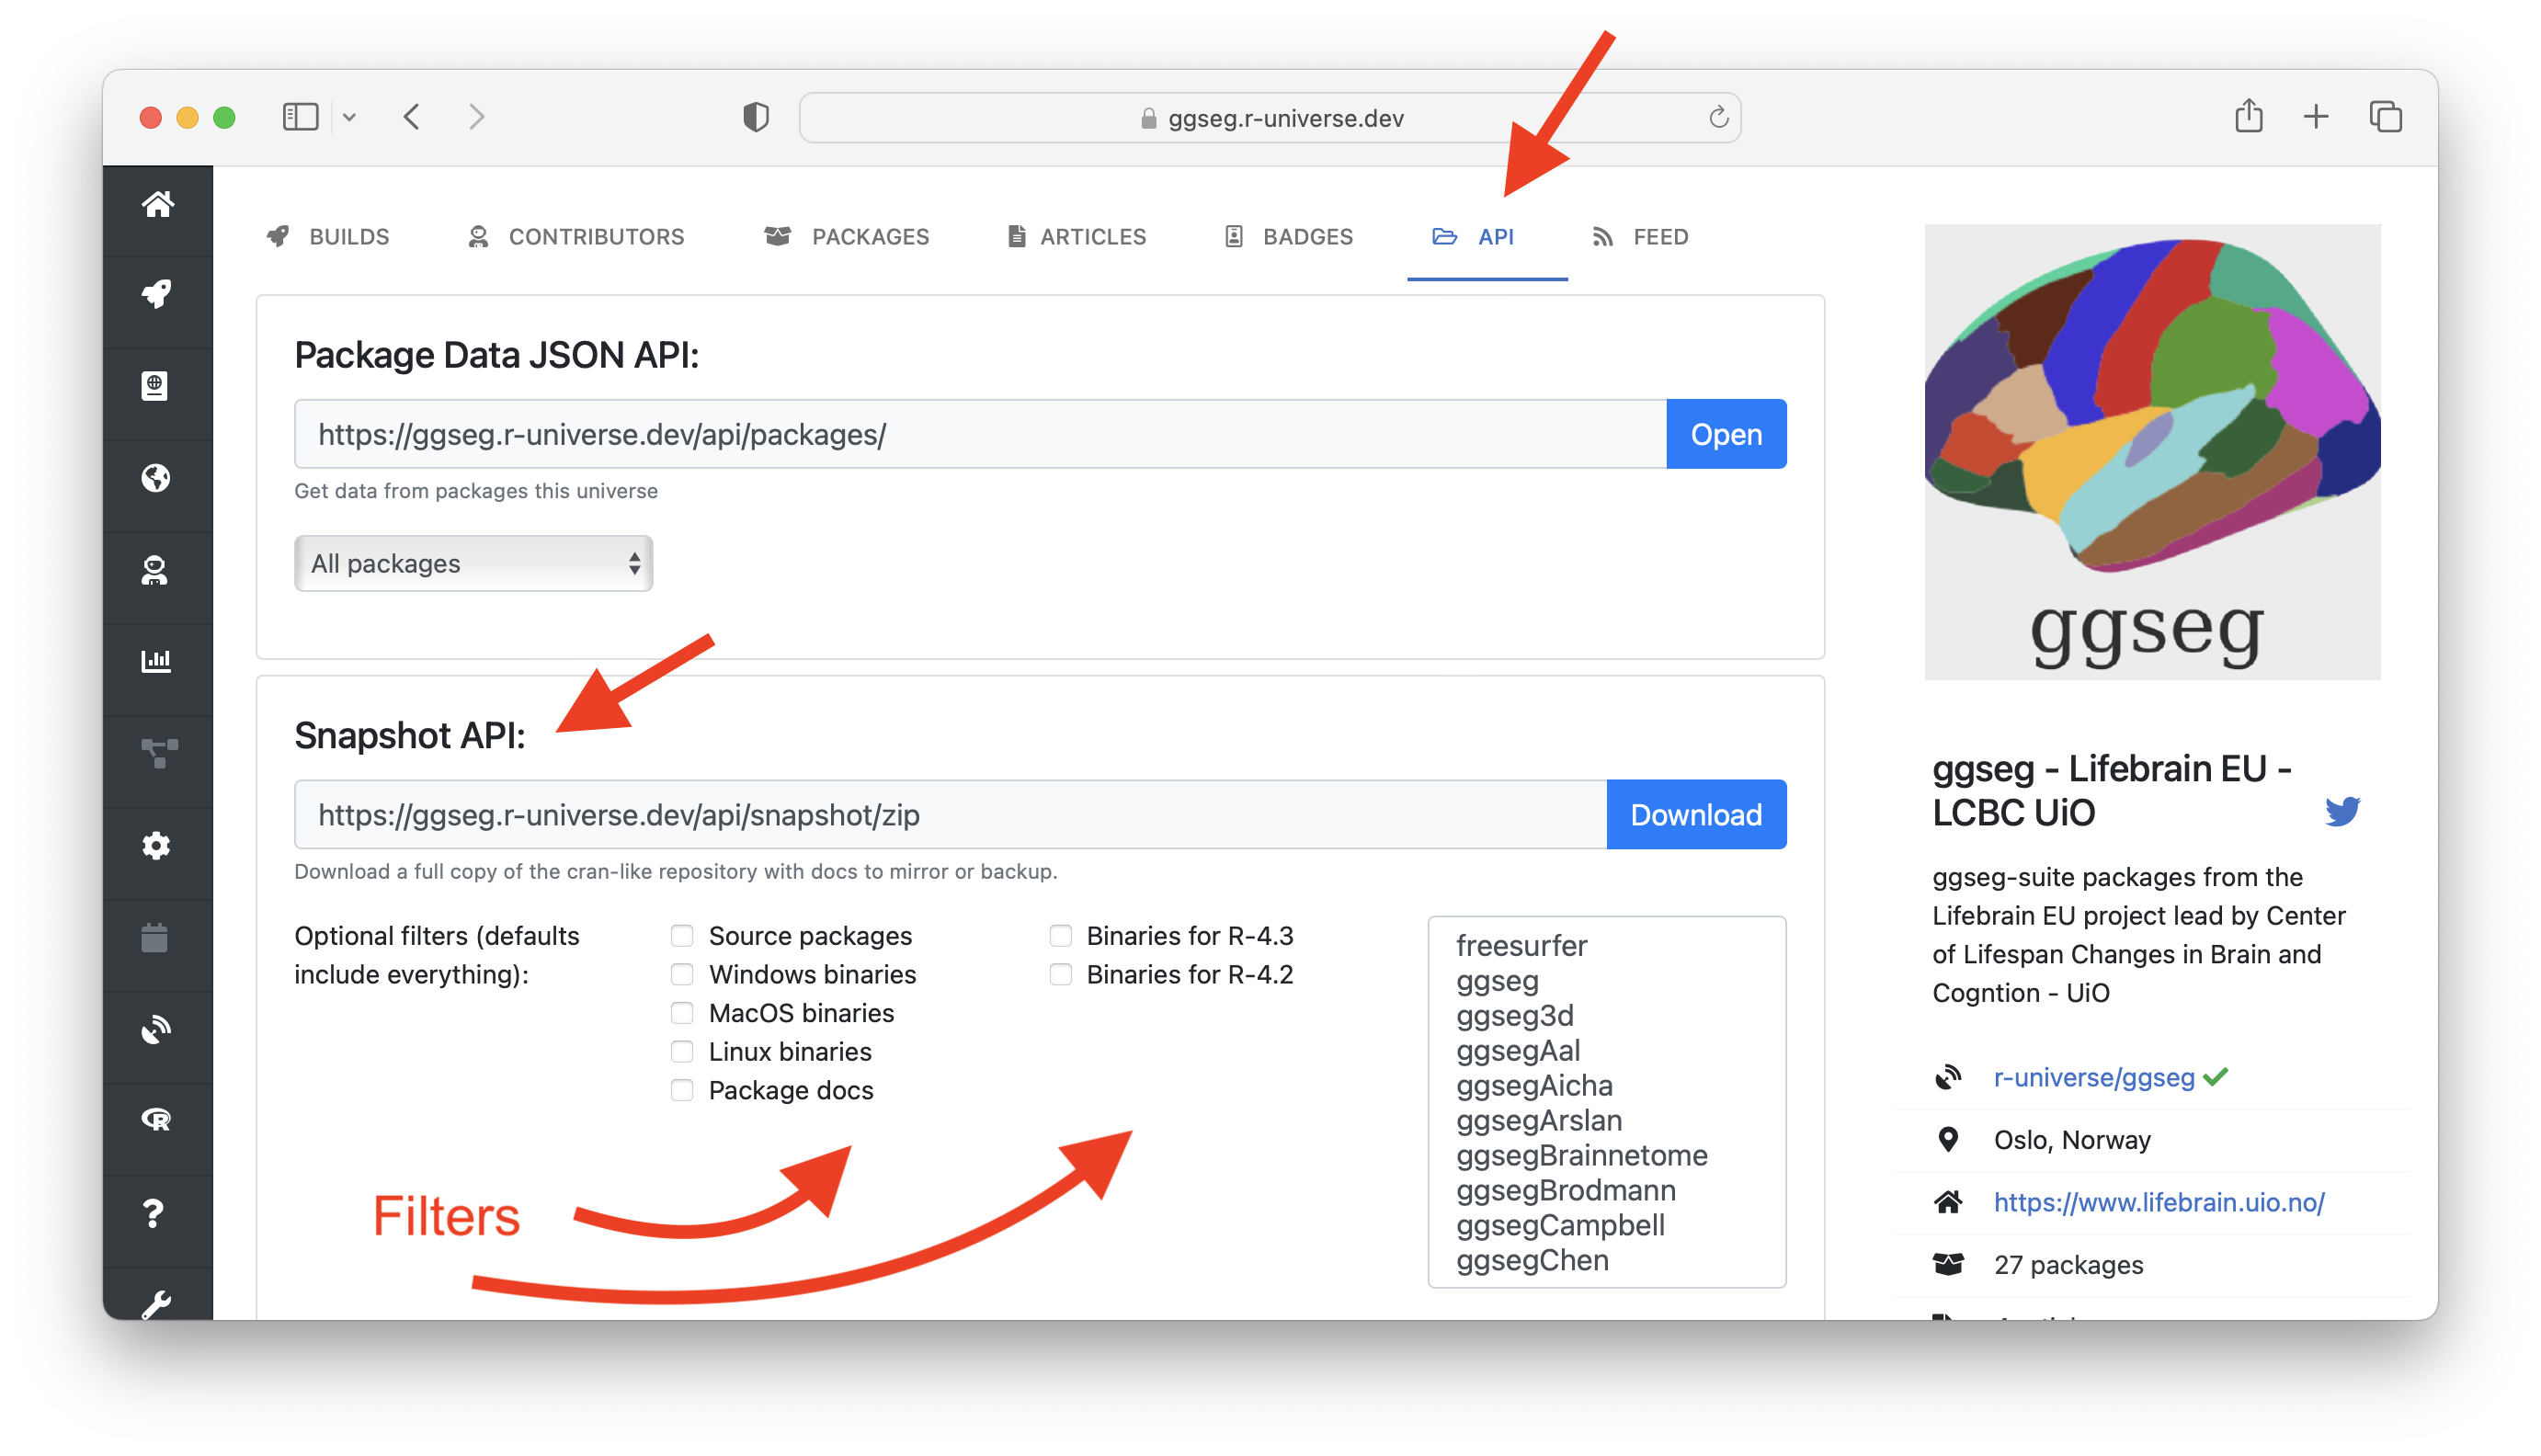 ggseg.r-universe.dev
BUILDS
CONTRIBUTORS
PACKAGES
ARTICLES
BADGES
API
FEED
Package Data JSON API:
https://ggseg.r-universe.dev/api/packages/
Open
Get data from packages this universe
All packages
Snapshot API:
https://ggseg.r-universe.dev/api/snapshot/zip
Download
Download a full copy of the cran-like repository with docs to mirror or backup.
Optional filters (defaults
include everything):
Source packages
Windows binaries
MacOS binaries
Linux binaries
Package docs
Binaries for R-4.3
Binaries for R-4.2
freesurfer
ggseg
ggseg3d
ggsegAal
ggsegAicha
ggsegArslan
ggsegBrainnetome
ggsegBrodmann
ggsegCampbell
ggsegChen
Filters
ggseg
ggseg - Lifebrain EU -
LCBC UiO
ggseg-suite packages from the
Lifebrain EU project lead by Center
of Lifespan Changes in Brain and
Cogntion - UiO
r-universe/ggseg
Oslo, Norway
https://www.lifebrain.uio.no/
27 packages